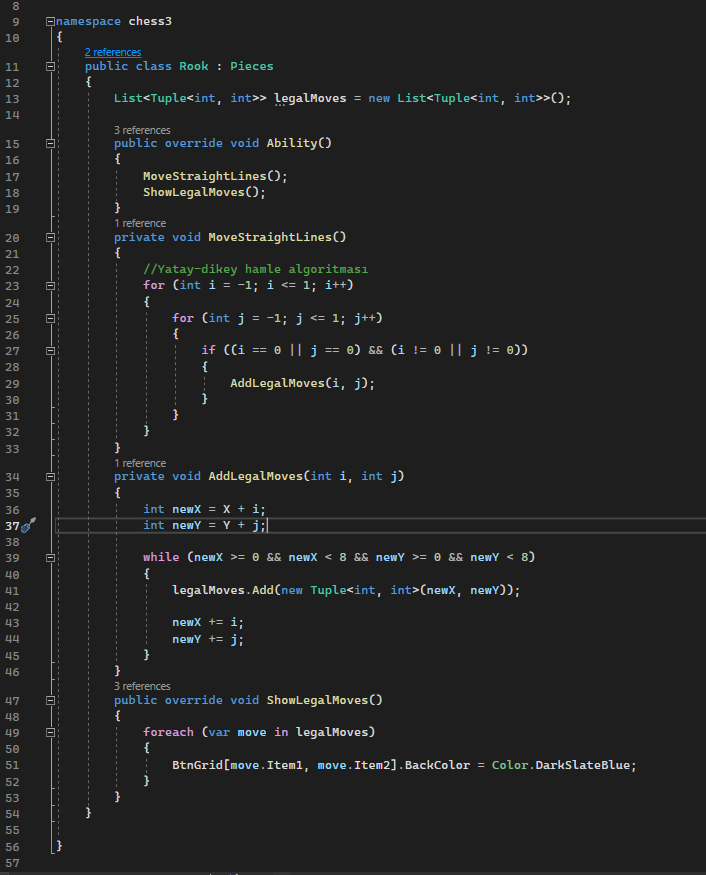 8
9 namespace chess3
10 {
2 references
11 public class Rook : Pieces
12 {
13 List<Tuple<int, int>> legalMoves = new List<Tuple<int, int>>();
14
3 references
15 public override void Ability()
16 {
17 MoveStraightLines();
18 ShowLegalMoves();
19 }
1 reference
20 private void MoveStraightLines()
21 {
22 //Yatay-dikey hamle algoritması
23 for (int i = -1; i <= 1; i++)
24 {
25 for (int j = -1; j <= 1; j++)
26 {
27 if ((i == 0 || j == 0) && (i != 0 || j != 0))
28 {
29 AddLegalMoves(i, j);
30 }
31 }
32 }
33 }
1 reference
34 private void AddLegalMoves(int i, int j)
35 {
36 int newX = X + i;
37 int newY = Y + j;
38
39 while (newX >= 0 && newX < 8 && newY >= 0 && newY < 8)
40 {
41 legalMoves.Add(new Tuple<int, int>(newX, newY));
42
43 newX += i;
44 newY += j;
45 }
46 }
3 references
47 public override void ShowLegalMoves()
48 {
49 foreach (var move in legalMoves)
50 {
51 BtnGrid[move.Item1, move.Item2].BackColor = Color.DarkSlateBlue;
52 }
53 }
54 }
55
56 }
57